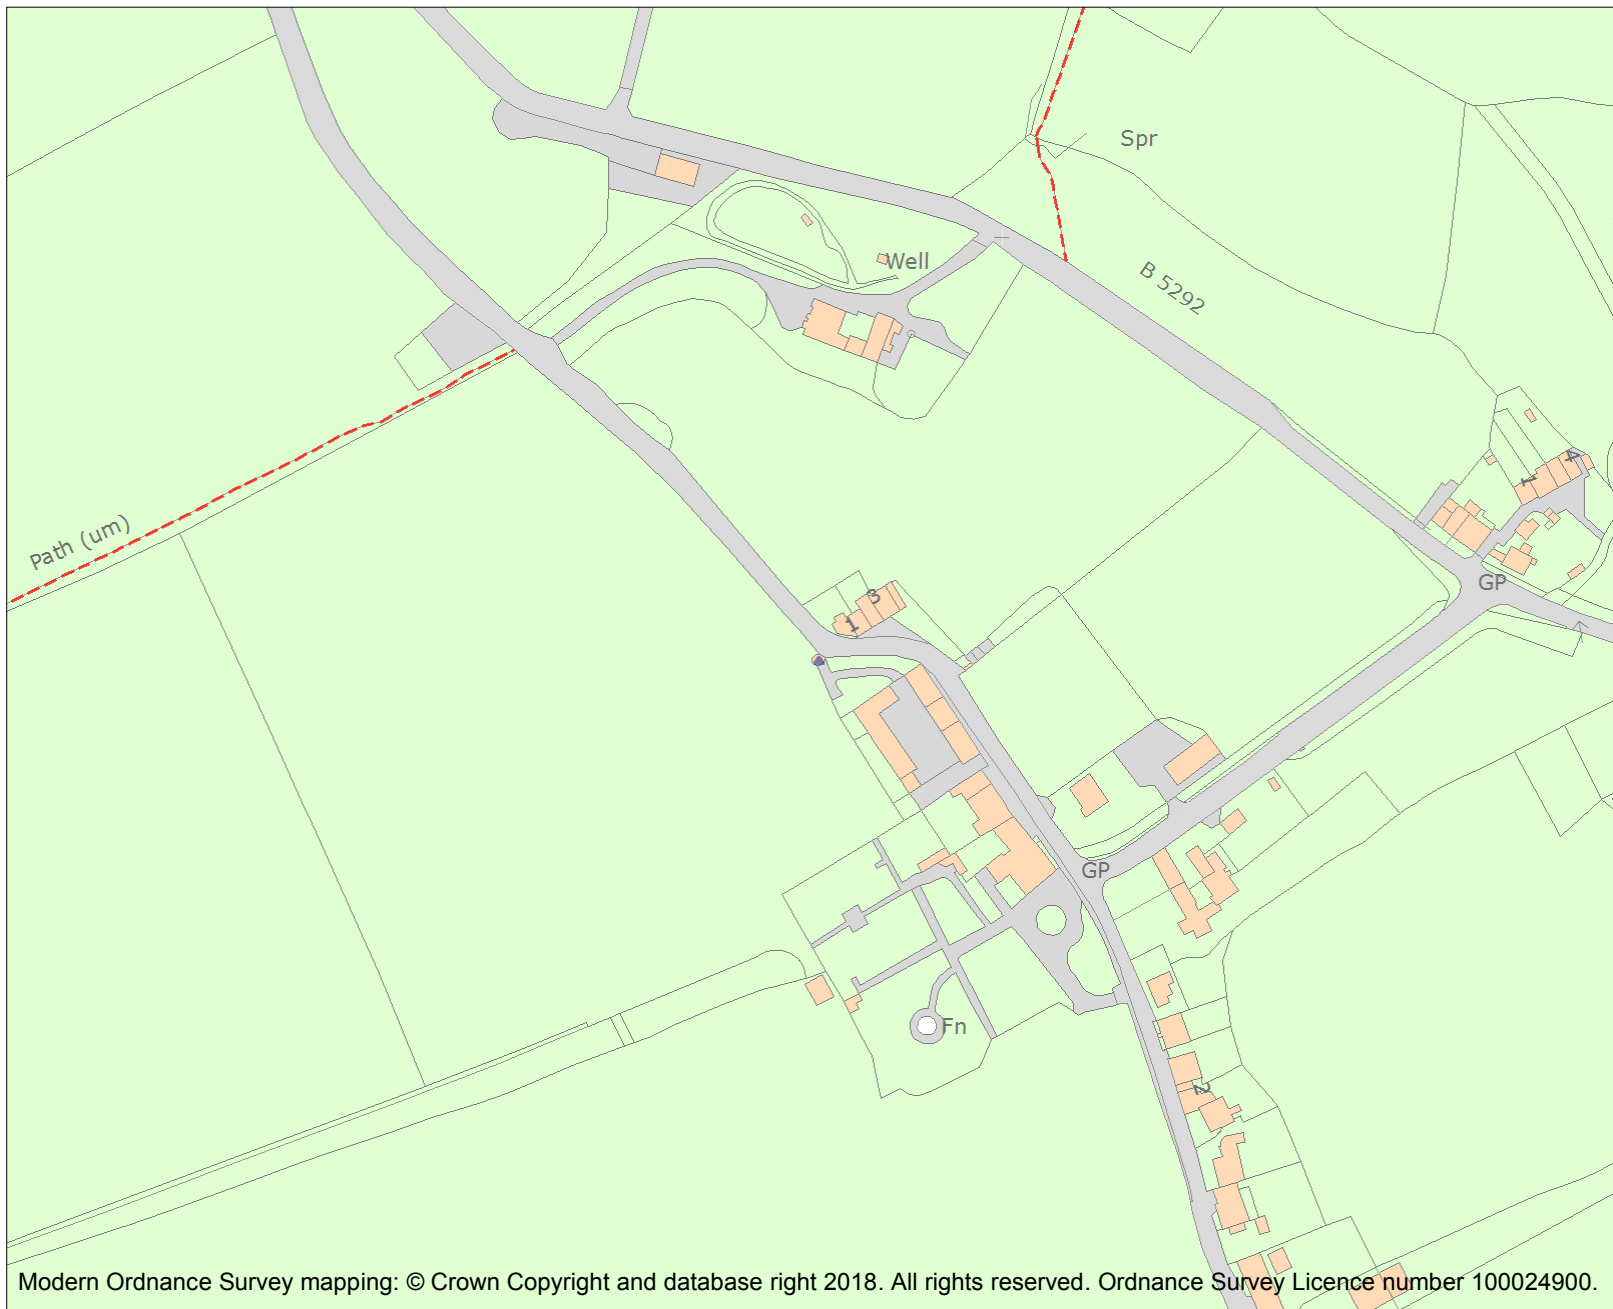 Spr
Well
B 5292
4
1
Path (um)
GP
3
1
GP
Fn
2
Modern Ordnance Survey mapping: © Crown Copyright and database right 2018. All rights reserved. Ordnance Survey Licence number 100024900.